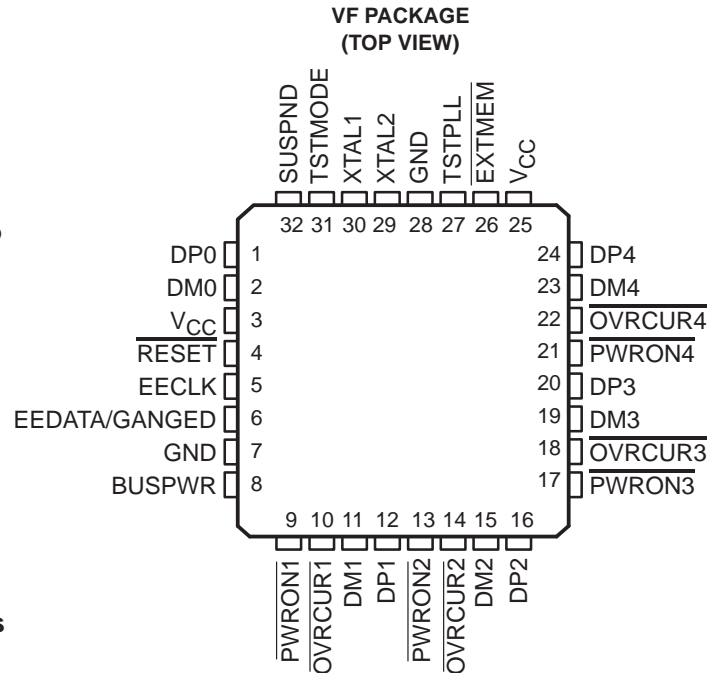 VF PACKAGE
(TOP VIEW)
SUSPND
TSTMODE
XTAL1
XTAL2
GND
TSTPLL
EXTMEM
VCC
32 31 30 29 28 27 26 25
DP0 1
DM0 2
VCC 3
RESET 4
EECLK 5
EEDATA/GANGED 6
GND 7
BUSPWR 8
24 DP4
23 DM4
22 OVRCUR4
21 PWRON4
20 DP3
19 DM3
18 OVRCUR3
17 PWRON3
9 10 11 12 13 14 15 16
PWRON1
OVRCUR1
DM1
DP1
PWRON2
OVRCUR2
DM2
DP2
s